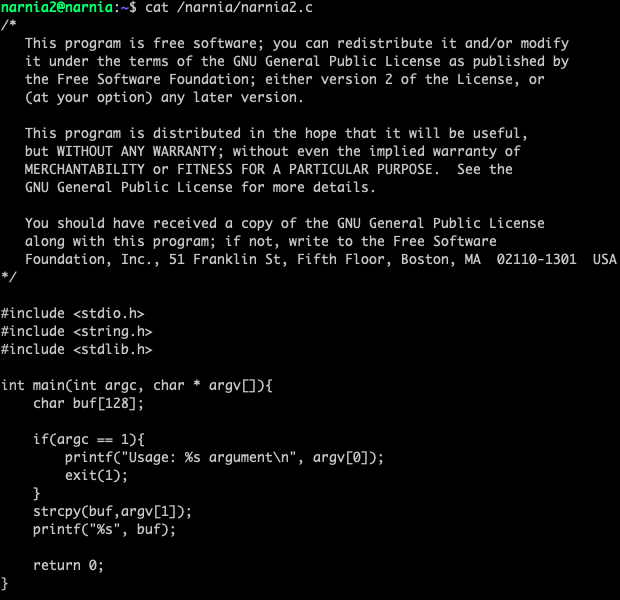 narnia2@narnia:~$ cat /narnia/narnia2.c
/*
   This program is free software; you can redistribute it and/or modify
   it under the terms of the GNU General Public License as published by
   the Free Software Foundation; either version 2 of the License, or
   (at your option) any later version.

   This program is distributed in the hope that it will be useful,
   but WITHOUT ANY WARRANTY; without even the implied warranty of
   MERCHANTABILITY or FITNESS FOR A PARTICULAR PURPOSE.  See the
   GNU General Public License for more details.

   You should have received a copy of the GNU General Public License
   along with this program; if not, write to the Free Software
   Foundation, Inc., 51 Franklin St, Fifth Floor, Boston, MA  02110-1301  USA
*/

#include <stdio.h>
#include <string.h>
#include <stdlib.h>

int main(int argc, char * argv[]){
    char buf[128];

    if(argc == 1){
        printf("Usage: %s argument\n", argv[0]);
        exit(1);
    }
    strcpy(buf,argv[1]);
    printf("%s", buf);

    return 0;
}